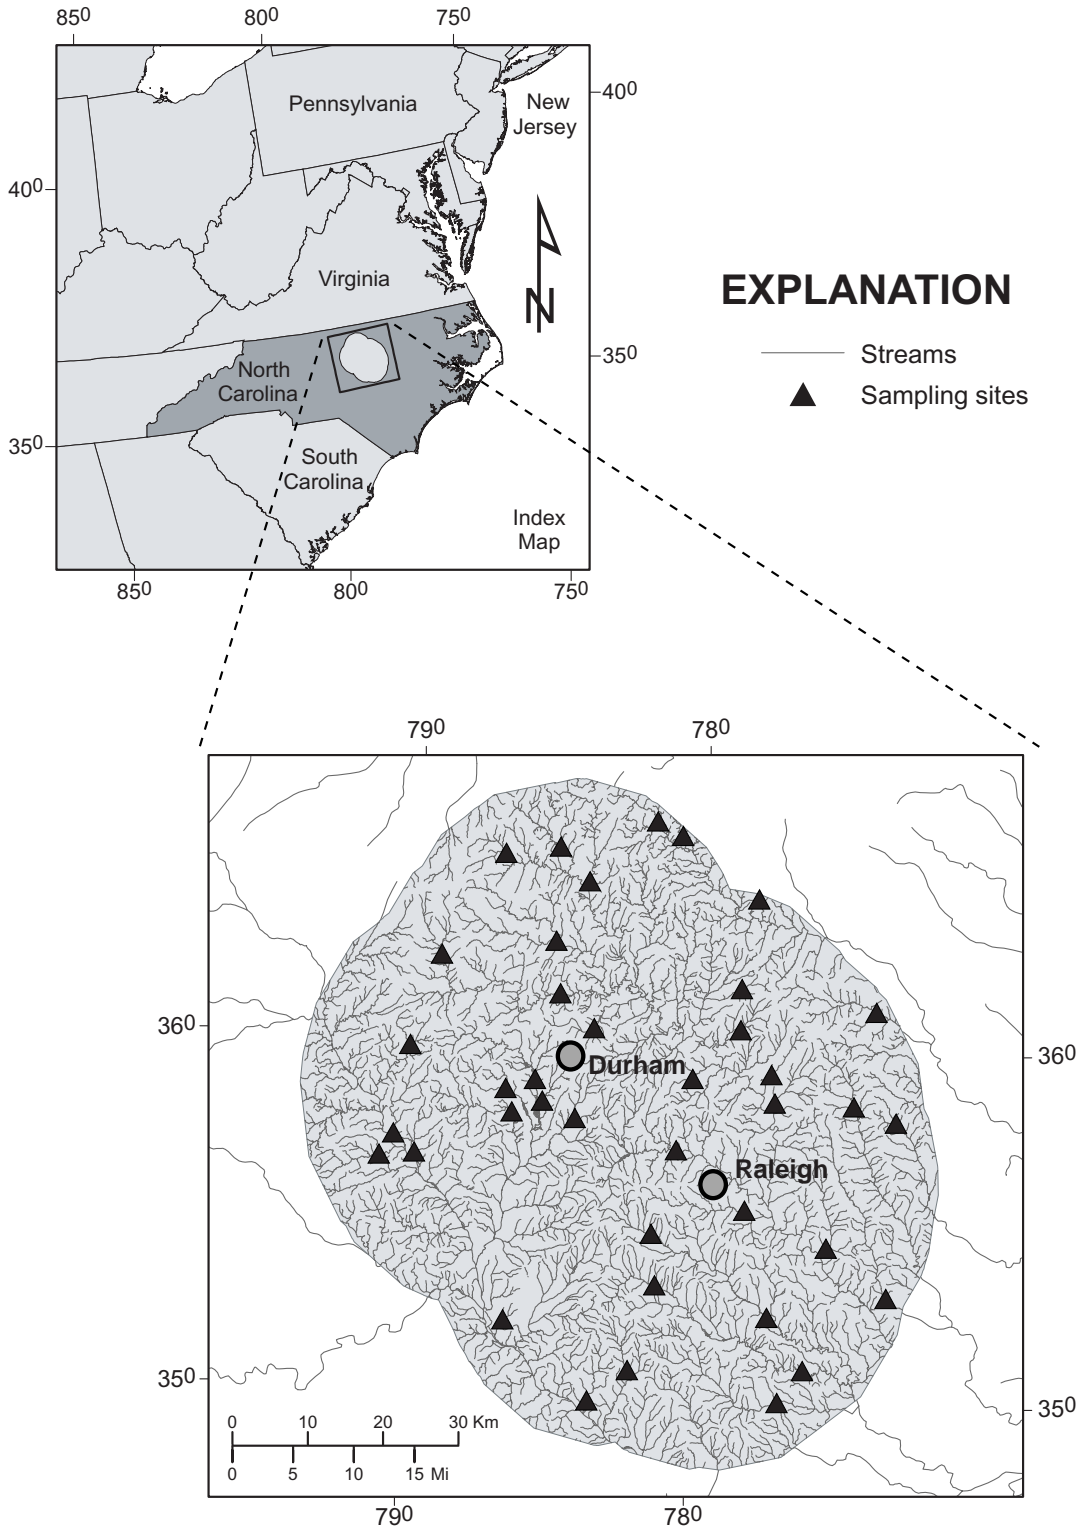 85⁰ 80⁰ 75⁰
40⁰
Pennsylvania
New
Jersey
40⁰
Virginia
N
EXPLANATION
Streams
Sampling sites
35⁰
North
Carolina
35⁰
South
Carolina
Index
Map
85⁰ 80⁰ 75⁰
79⁰ 78⁰
36⁰
36⁰
Durham
Raleigh
35⁰
35⁰
0 10 20 30 Km
0 5 10 15 Mi
79⁰ 78⁰